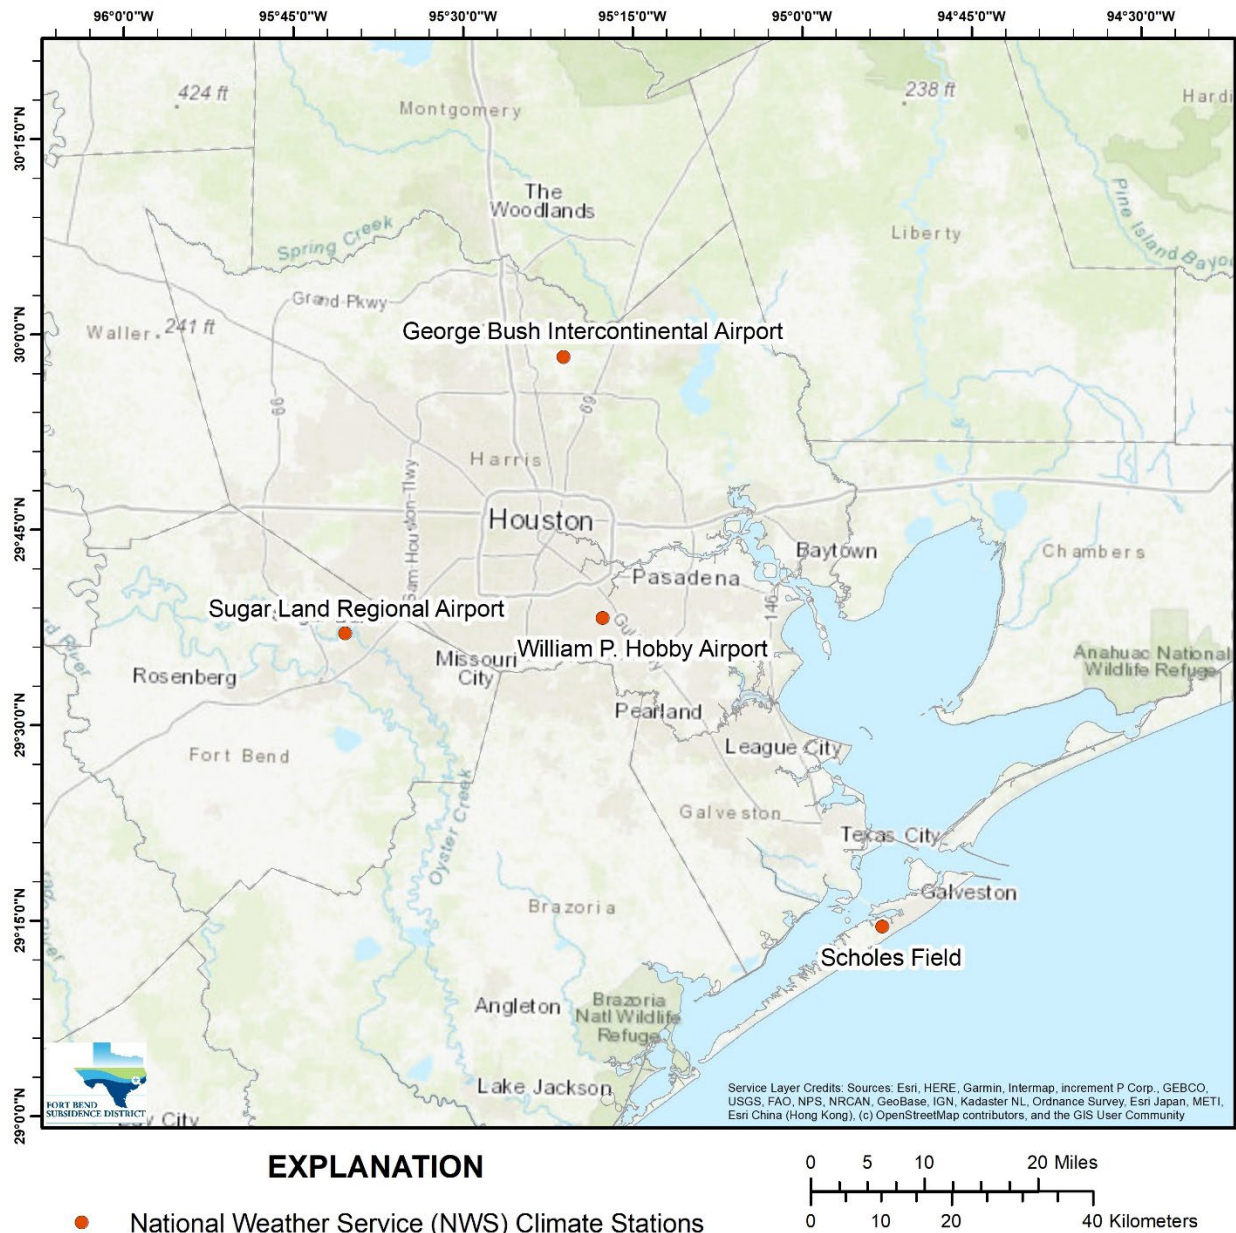 96°0'0"W 95°45'0"W 95°30'0"W 95°15'0"W 95°0'0"W 94°45'0"W 94°30'0"W
30°15'0"N
30°0'0"N
29°45'0"N
29°30'0"N
29°15'0"N
29°0'0"N
424 ft
238 ft
Montgomery
Hardi
The
Woodlands
Pine Island Bayou
Spring Creek
Liberty
Grand Pkwy
Waller
241 ft
George Bush Intercontinental Airport
99
69
Harris
Sam Houston Tlwy
Houston
Baytown
Chambers
Pasadena
146
Sugar Land Regional Airport
William P. Hobby Airport
Missouri
City
Rosenberg
Anahuac National
Wildlife Refuge
Pearland
League City
Fort Bend
Oyster Creek
Galveston
Texas City
Galveston
Brazoria
Scholes Field
Angleton
Brazoria
Natl Wildlife
Refuge
Lake Jackson
FORT BEND
SUBSIDENCE DISTRICT
Bay City
Service Layer Credits: Sources: Esri, HERE, Garmin, Intermap, increment P Corp., GEBCO,
USGS, FAO, NPS, NRCAN, GeoBase, IGN, Kadaster NL, Ordnance Survey, Esri Japan, METI,
Esri China (Hong Kong), (c) OpenStreetMap contributors, and the GIS User Community
EXPLANATION
National Weather Service (NWS) Climate Stations
0 5 10 20 Miles
0 10 20 40 Kilometers